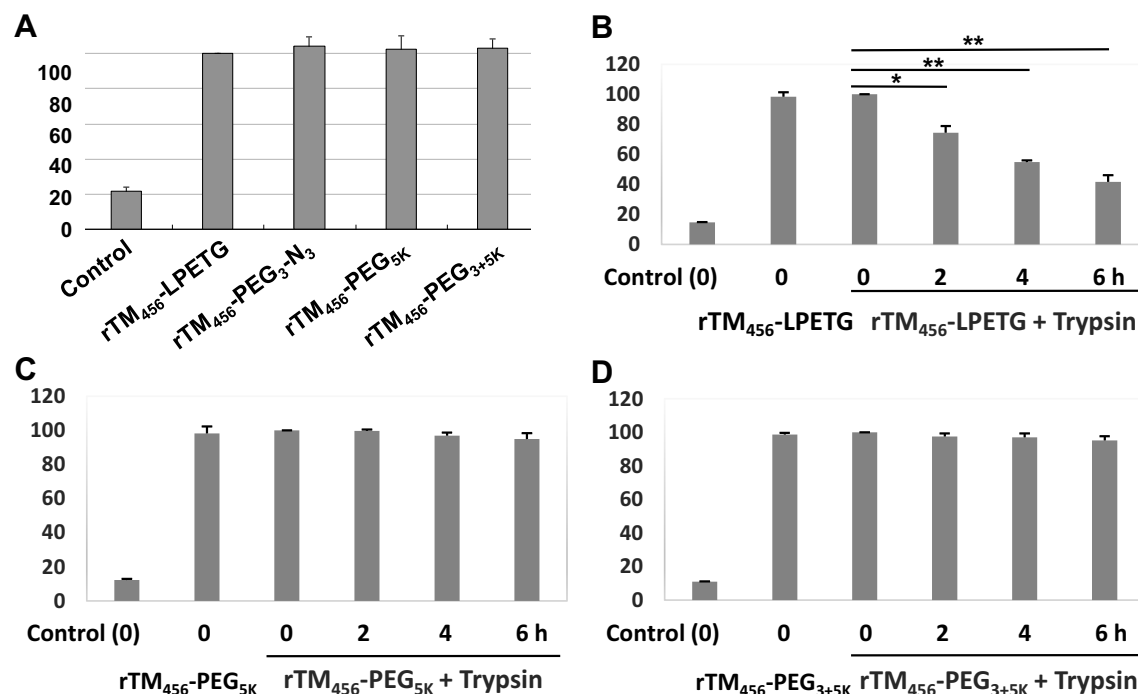 A
100
80
60
40
20
0
Control
rTM456-LPETG
rTM456-PEG3-N3
rTM456-PEG5K
rTM456-PEG3+5K
B
**
**
*
120
100
80
60
40
20
0
Control (0) 0 0 2 4 6 h
rTM456-LPETG rTM456-LPETG + Trypsin
C
120
100
80
60
40
20
0
Control (0) 0 0 2 4 6 h
rTM456-PEG5K rTM456-PEG5K + Trypsin
D
120
100
80
60
40
20
0
Control (0) 0 0 2 4 6 h
rTM456-PEG3+5K rTM456-PEG3+5K + Trypsin